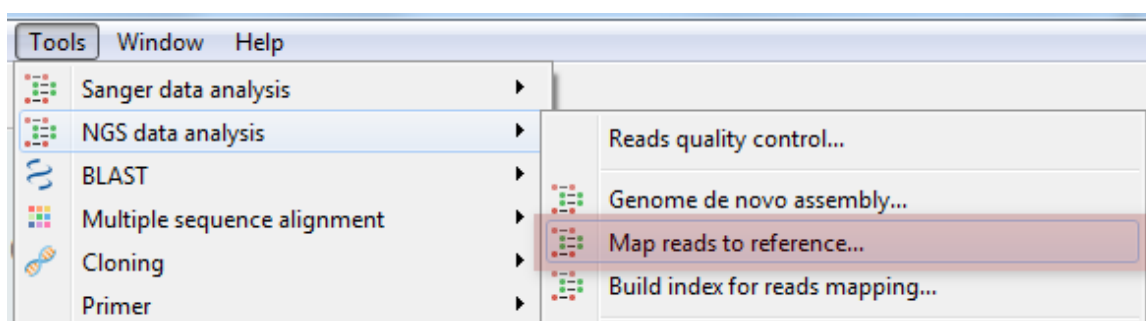 Tools Window Help
Sanger data analysis
NGS data analysis
BLAST
Multiple sequence alignment
Cloning
Primer
Reads quality control...
Genome de novo assembly...
Map reads to reference...
Build index for reads mapping...